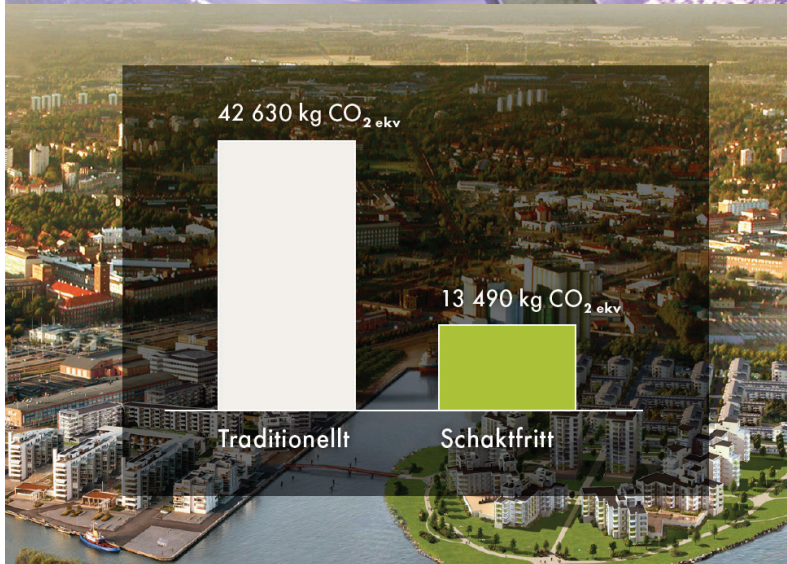 42 630 kg CO2 ekv
13 490 kg CO2 ekv
Traditionellt
Schaktfritt